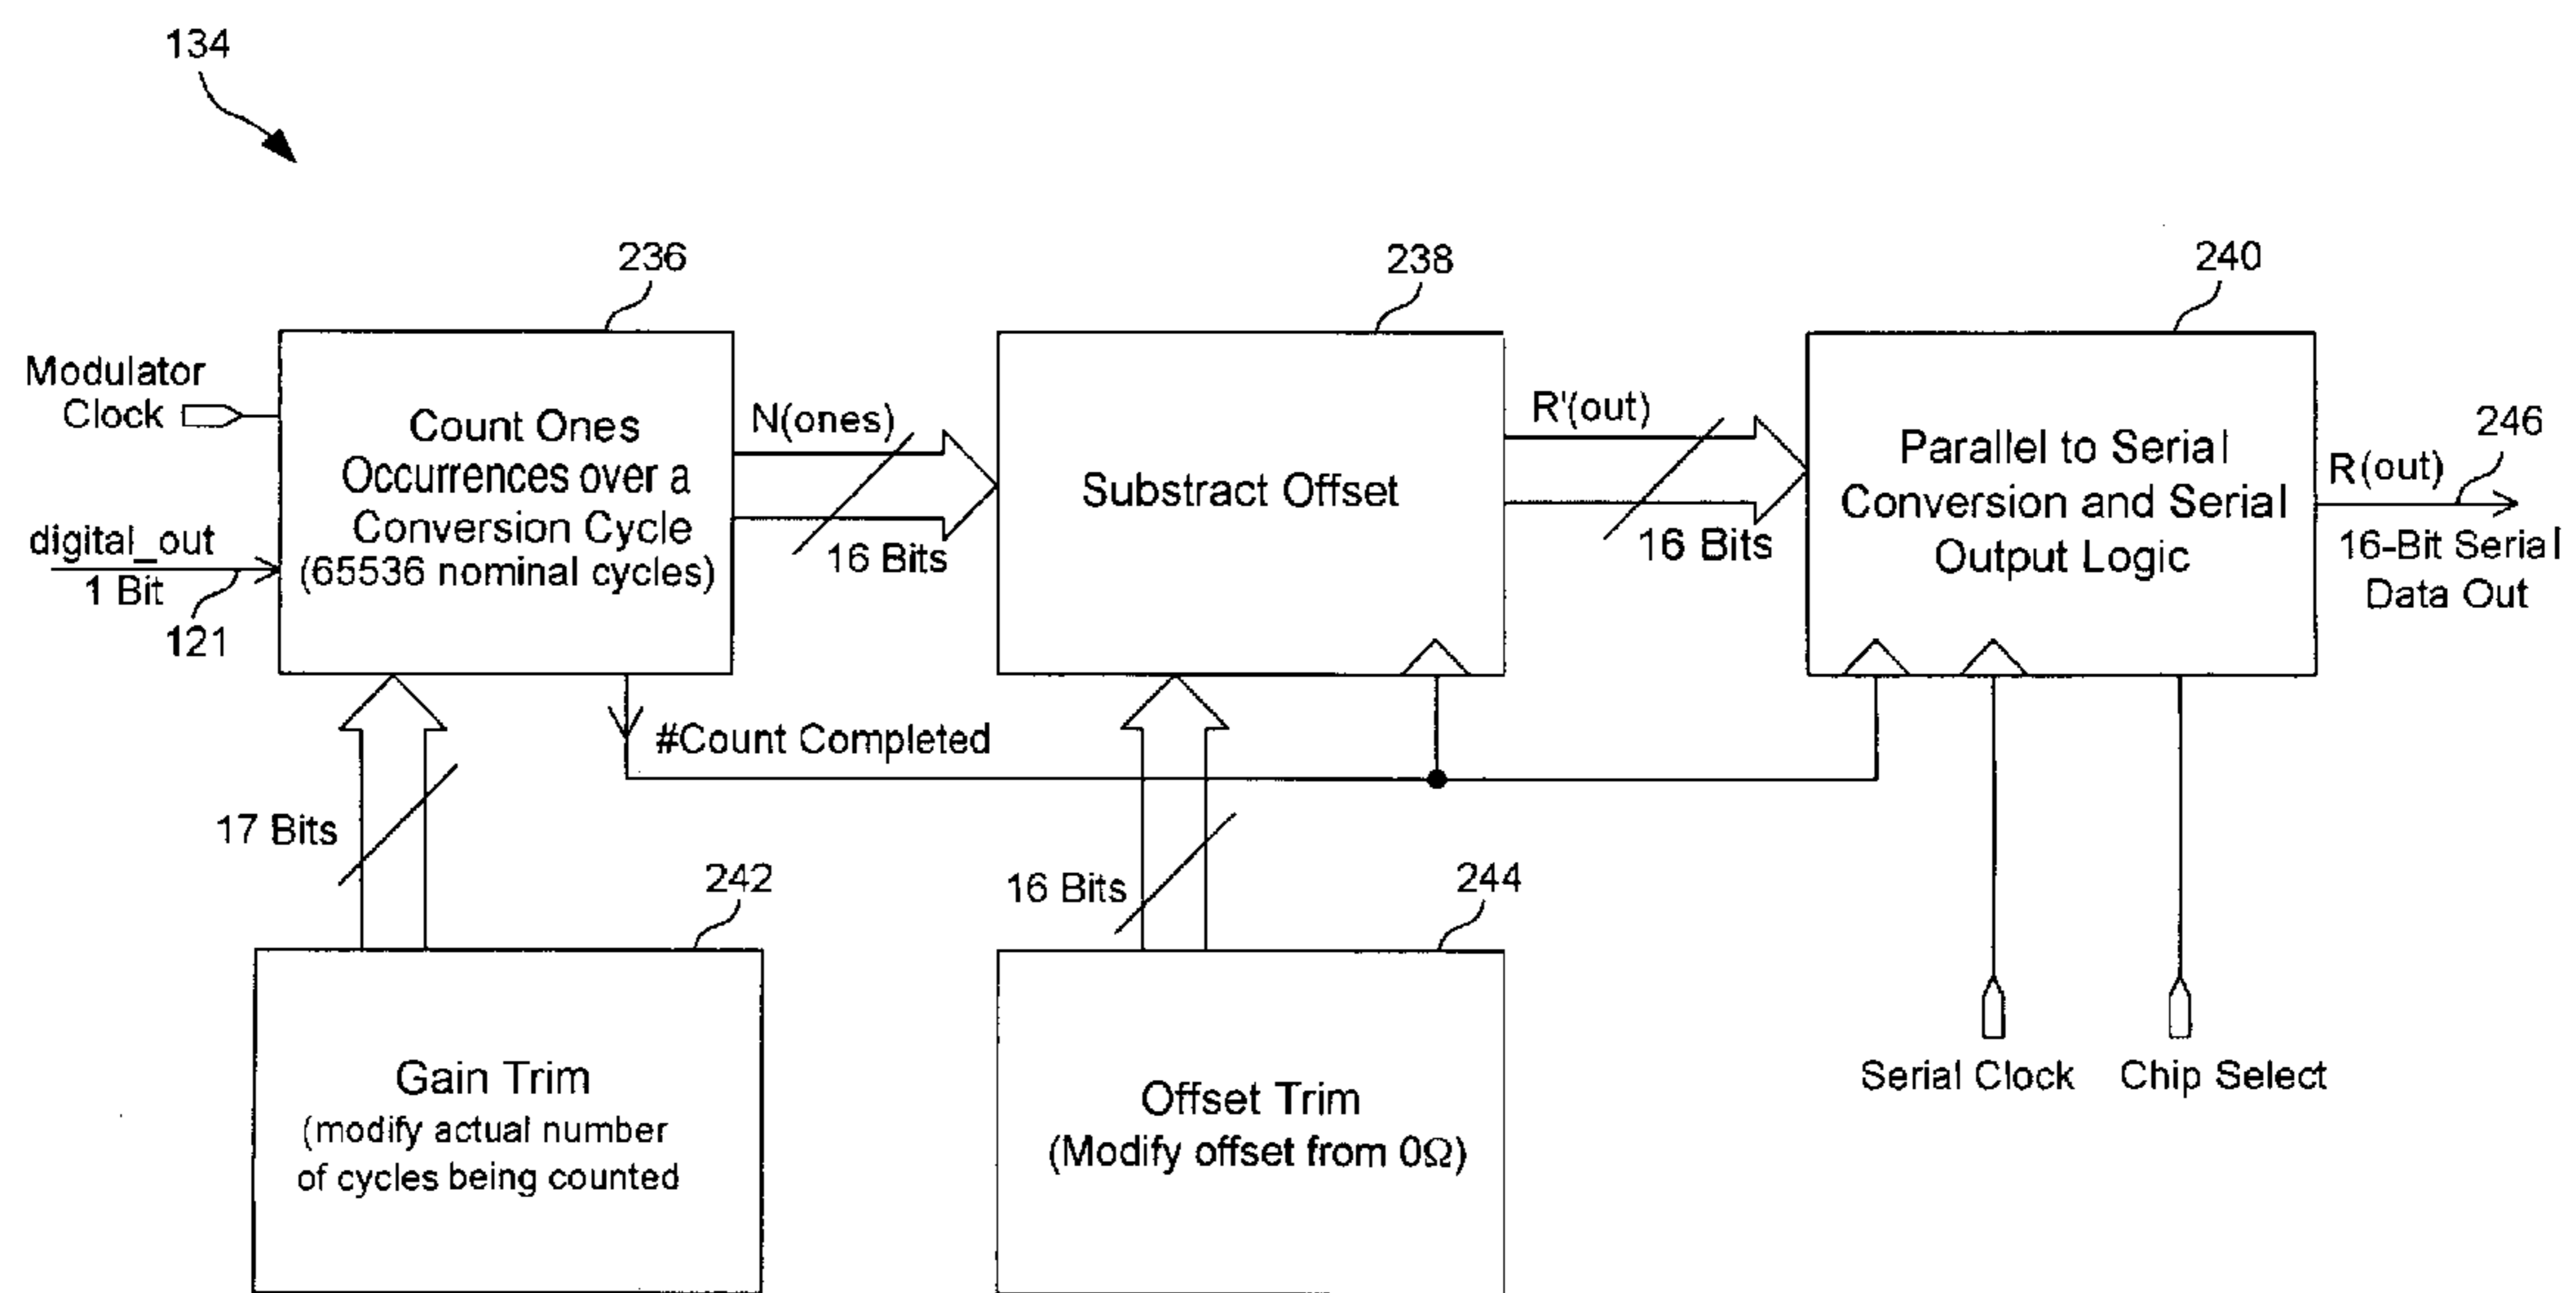 134
236
238
240
Modulator
Clock
digital_out
1 Bit
121
Count Ones
Occurrences over a
Conversion Cycle
(65536 nominal cycles)
N(ones)
16 Bits
Substract Offset
R'(out)
16 Bits
Parallel to Serial
Conversion and Serial
Output Logic
246
R(out)
16-Bit Serial
Data Out
#Count Completed
17 Bits
16 Bits
242
244
Gain Trim
(modify actual number
of cycles being counted
Offset Trim
(Modify offset from 0Ω)
Serial Clock
Chip Select